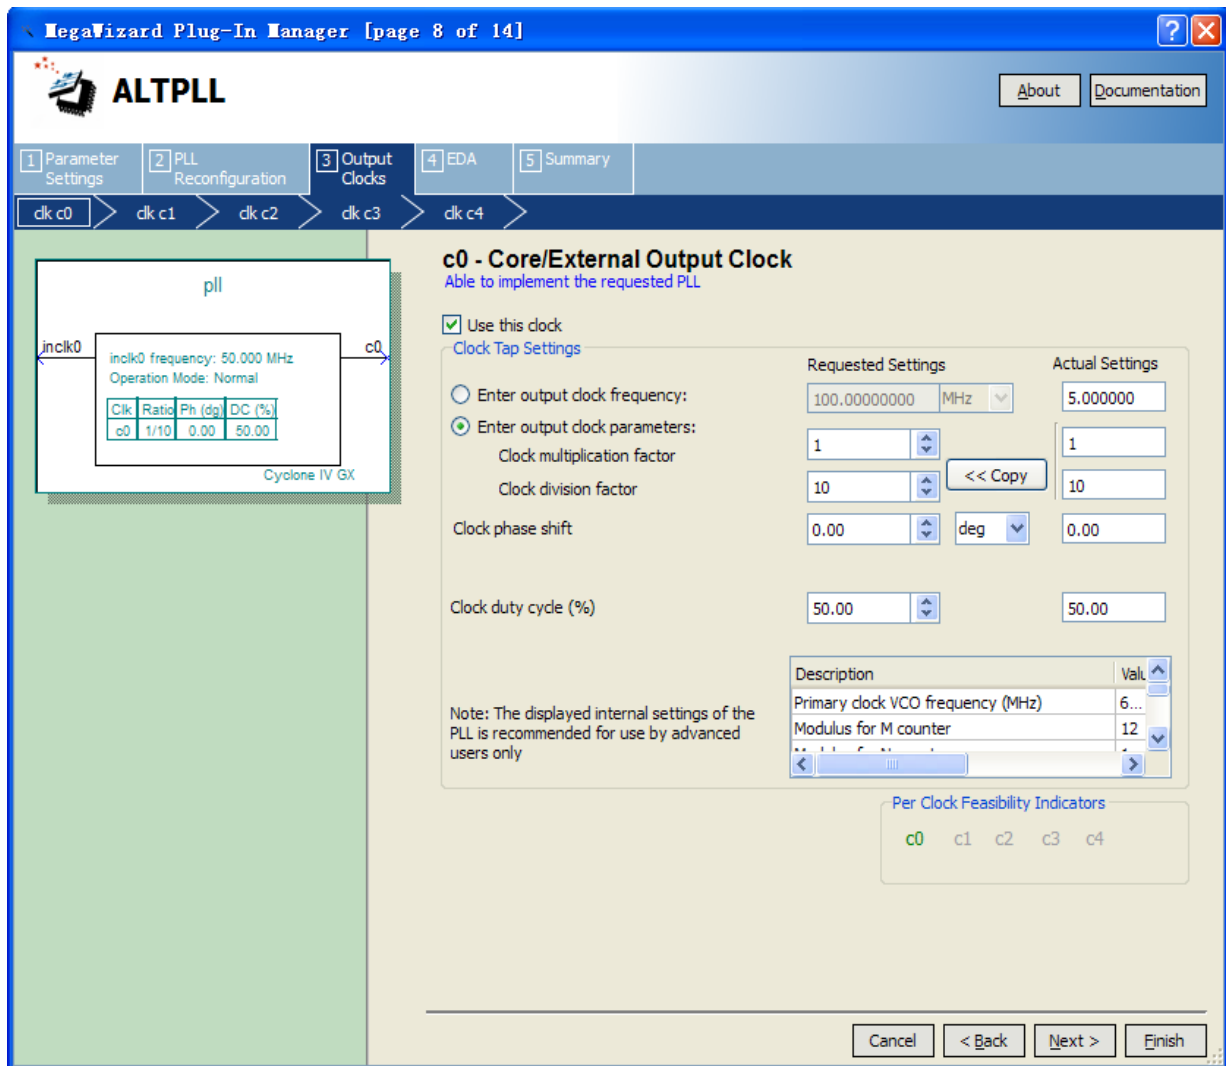 MegaWizard Plug-In Manager [page 8 of 14]
ALTPLL
About
Documentation
1 Parameter Settings
2 PLL Reconfiguration
3 Output Clocks
4 EDA
5 Summary
clk c0
clk c1
clk c2
clk c3
clk c4
pll
inclk0
c0
inclk0 frequency: 50.000 MHz
Operation Mode: Normal
Clk Ratio Ph (dg) DC (%)
c0 1/10 0.00 50.00
Cyclone IV GX
c0 - Core/External Output Clock
Able to implement the requested PLL
Use this clock
Clock Tap Settings
Requested Settings
Actual Settings
Enter output clock frequency:
100.00000000
MHz
5.000000
Enter output clock parameters:
Clock multiplication factor
1
<< Copy
1
Clock division factor
10
10
Clock phase shift
0.00
deg
0.00
Clock duty cycle (%)
50.00
50.00
Note: The displayed internal settings of the
PLL is recommended for use by advanced
users only
Description
Primary clock VCO frequency (MHz) 6...
Modulus for M counter 12
Per Clock Feasibility Indicators
c0 c1 c2 c3 c4
Cancel
< Back
Next >
Finish